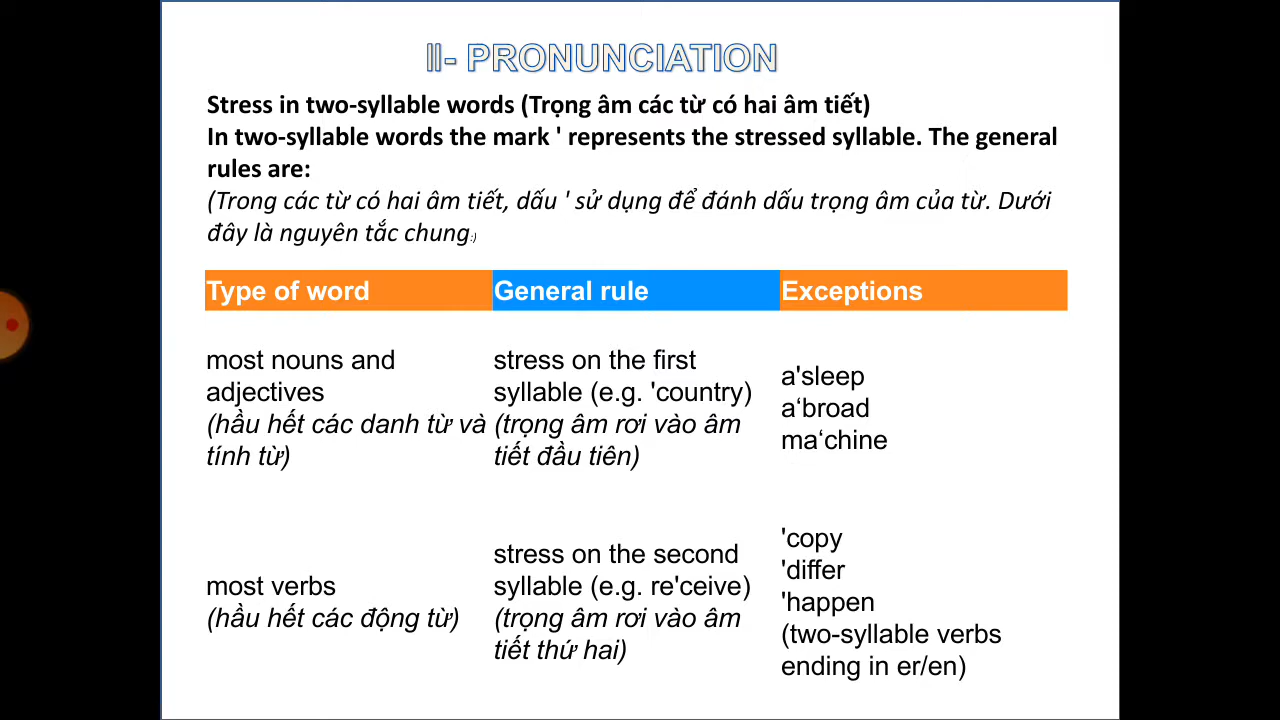 II- PRONUNCIATION
Stress in two-syllable words (Trọng âm các từ có hai âm tiết)
In two-syllable words the mark ' represents the stressed syllable. The general
rules are:
(Trong các từ có hai âm tiết, dấu ' sử dụng để đánh dấu trọng âm của từ. Dưới
đây là nguyên tắc chung:)
Type of word
General rule
Exceptions
most nouns and
adjectives
(hầu hết các danh từ và
tính từ)
stress on the first
syllable (e.g. 'country)
(trọng âm rơi vào âm
tiết đầu tiên)
a'sleep
a‘broad
ma‘chine
most verbs
(hầu hết các động từ)
stress on the second
syllable (e.g. re'ceive)
(trọng âm rơi vào âm
tiết thứ hai)
'copy
'differ
'happen
(two-syllable verbs
ending in er/en)